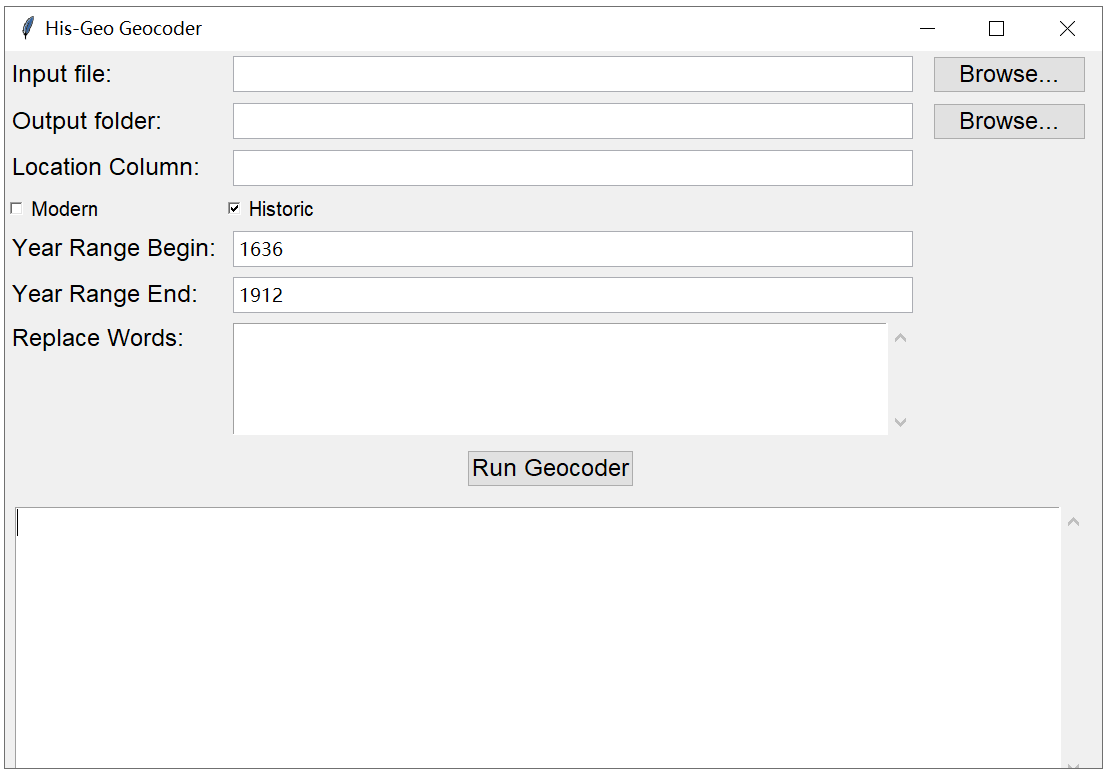 His-Geo Geocoder
Input file:
Browse...
Output folder:
Browse...
Location Column:
Modern
Historic
Year Range Begin:
1636
Year Range End:
1912
Replace Words:
Run Geocoder